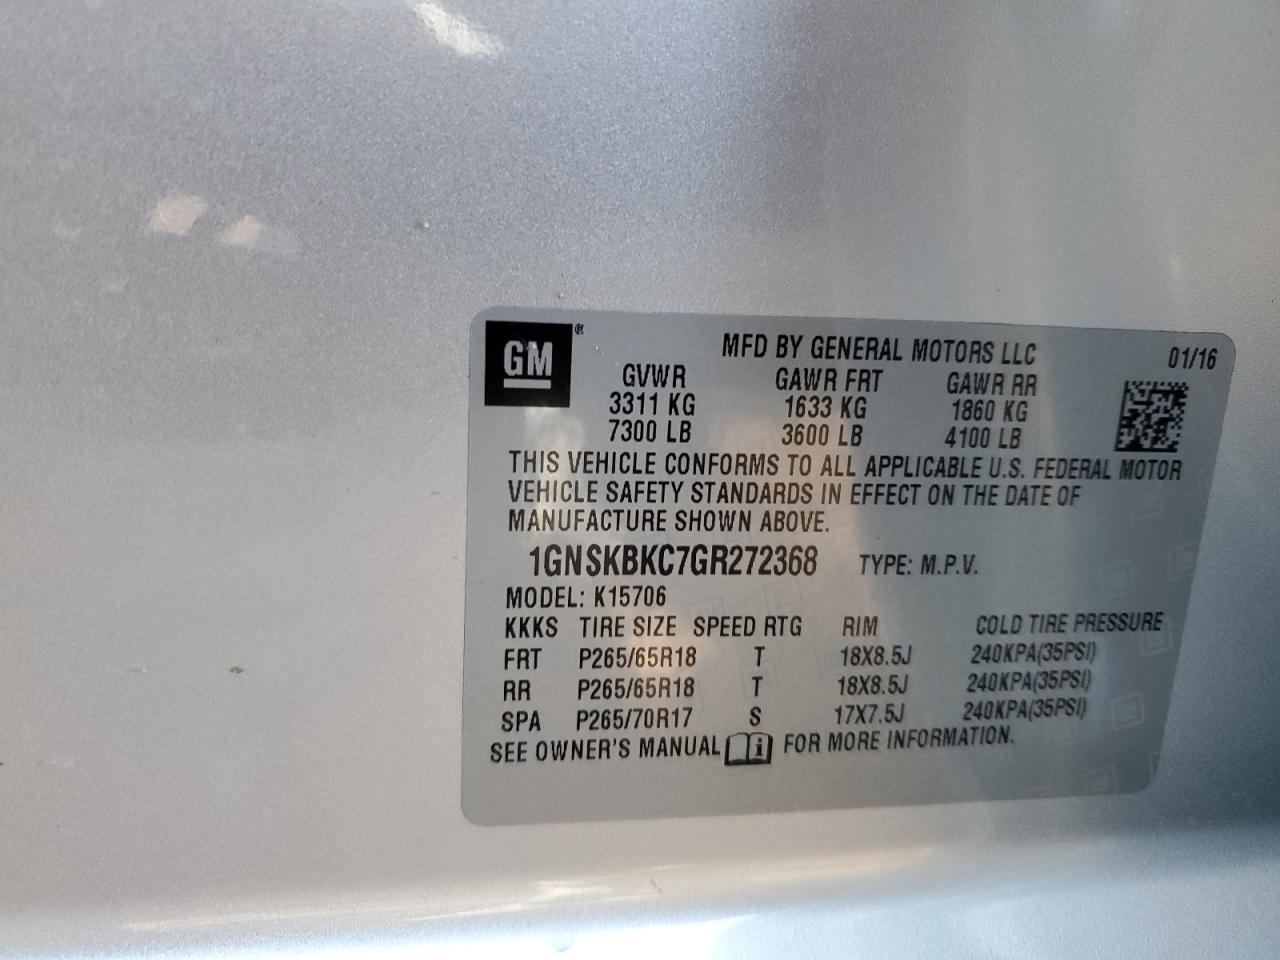 GM ®
MFD BY GENERAL MOTORS LLC 01/16
GVWR GAWR FRT GAWR RR
3311 KG 1633 KG 1860 KG
7300 LB 3600 LB 4100 LB
THIS VEHICLE CONFORMS TO ALL APPLICABLE U.S. FEDERAL MOTOR
VEHICLE SAFETY STANDARDS IN EFFECT ON THE DATE OF
MANUFACTURE SHOWN ABOVE.
1GNSKBKC7GR272368 TYPE: M.P.V.
MODEL: K15706
KKKS TIRE SIZE SPEED RTG RIM COLD TIRE PRESSURE
FRT P265/65R18 T 18X8.5J 240KPA(35PSI)
RR P265/65R18 T 18X8.5J 240KPA(35PSI)
SPA P265/70R17 S 17X7.5J 240KPA(35PSI)
SEE OWNER'S MANUAL FOR MORE INFORMATION.